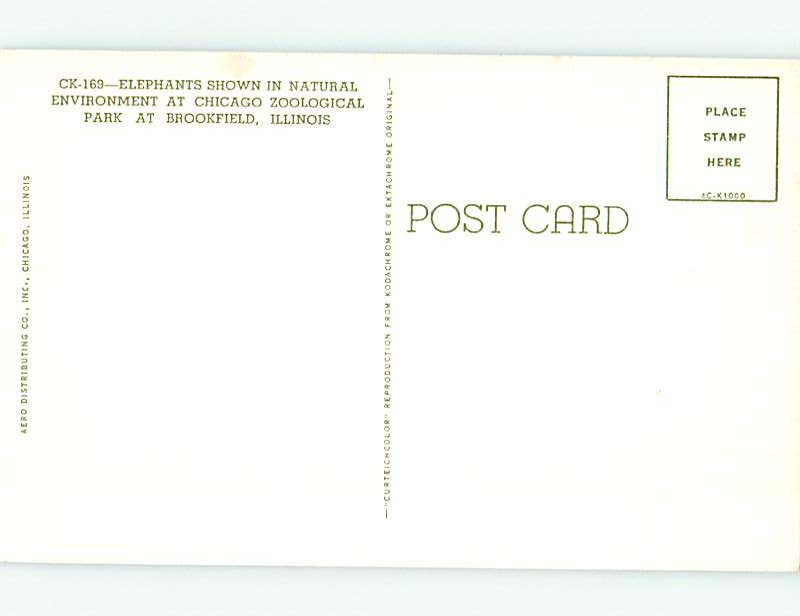 CK-169—ELEPHANTS SHOWN IN NATURAL
ENVIRONMENT AT CHICAGO ZOOLOGICAL
PARK AT BROOKFIELD, ILLINOIS
AERO DISTRIBUTING CO., INC., CHICAGO, ILLINOIS
—"CURTEICHCOLOR" REPRODUCTION FROM KODACHROME OR EKTACHROME ORIGINAL—
POST CARD
PLACE
STAMP
HERE
4C-K1000